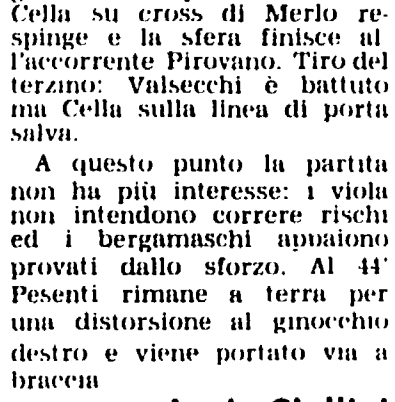 Cella su cross di Merlo re-
spinge e la sfera finisce al
l'accorrente Pirovano. Tiro del
terzino: Valsecchi è battuto
ma Cella sulla linea di porta
salva.
A questo punto la partita
non ha più interesse: i viola
non intendono correre rischi
ed i bergamaschi appaiono
provati dallo sforzo. Al 44'
Pesenti rimane a terra per
una distorsione al ginocchio
destro e viene portato via a
braccia